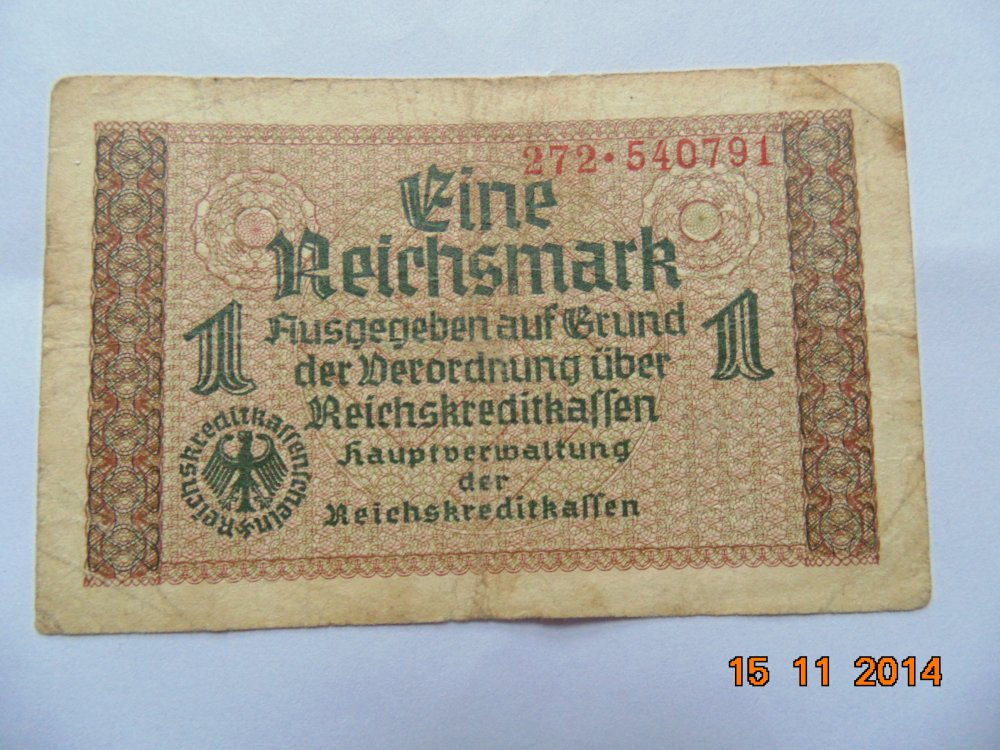 272·540791
Eine
Reichsmark
1 Ausgegeben auf Grund 1
der Verordnung über
Reichskreditkassen
Hauptverwaltung
der
Reichskreditkassen
Reichskreditkassenschein
15 11 2014